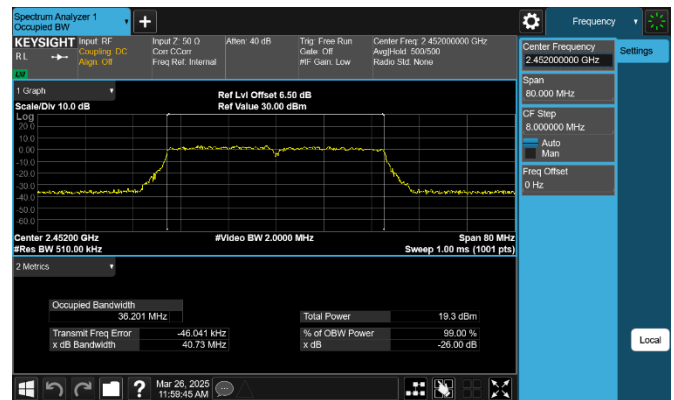 Spectrum Analyzer 1
Occupied BW
+
Frequency
KEYSIGHT
R L
LXI
Input: RF
Coupling: DC
Align: Off
Input Z: 50 Ω
Corr CCorr
Freq Ref: Internal
Atten: 40 dB
Trig: Free Run
Gate: Off
#IF Gain: Low
Center Freq: 2.452000000 GHz
Avg|Hold: 500/500
Radio Std: None
Center Frequency
2.452000000 GHz
Settings
Span
80.000 MHz
CF Step
8.000000 MHz
Auto
Man
Freq Offset
0 Hz
Local
1 Graph
Scale/Div 10.0 dB
Ref Lvl Offset 6.50 dB
Ref Value 30.00 dBm
Log
20.0
10.0
0.00
-10.0
-20.0
-30.0
-40.0
-50.0
-60.0
Center 2.45200 GHz
#Res BW 510.00 kHz
#Video BW 2.0000 MHz
Span 80 MHz
Sweep 1.00 ms (1001 pts)
2 Metrics
Occupied Bandwidth
36.201 MHz
Total Power 19.3 dBm
Transmit Freq Error -46.041 kHz
% of OBW Power 99.00 %
x dB Bandwidth 40.73 MHz
x dB -26.00 dB
?
Mar 26, 2025
11:59:45 AM